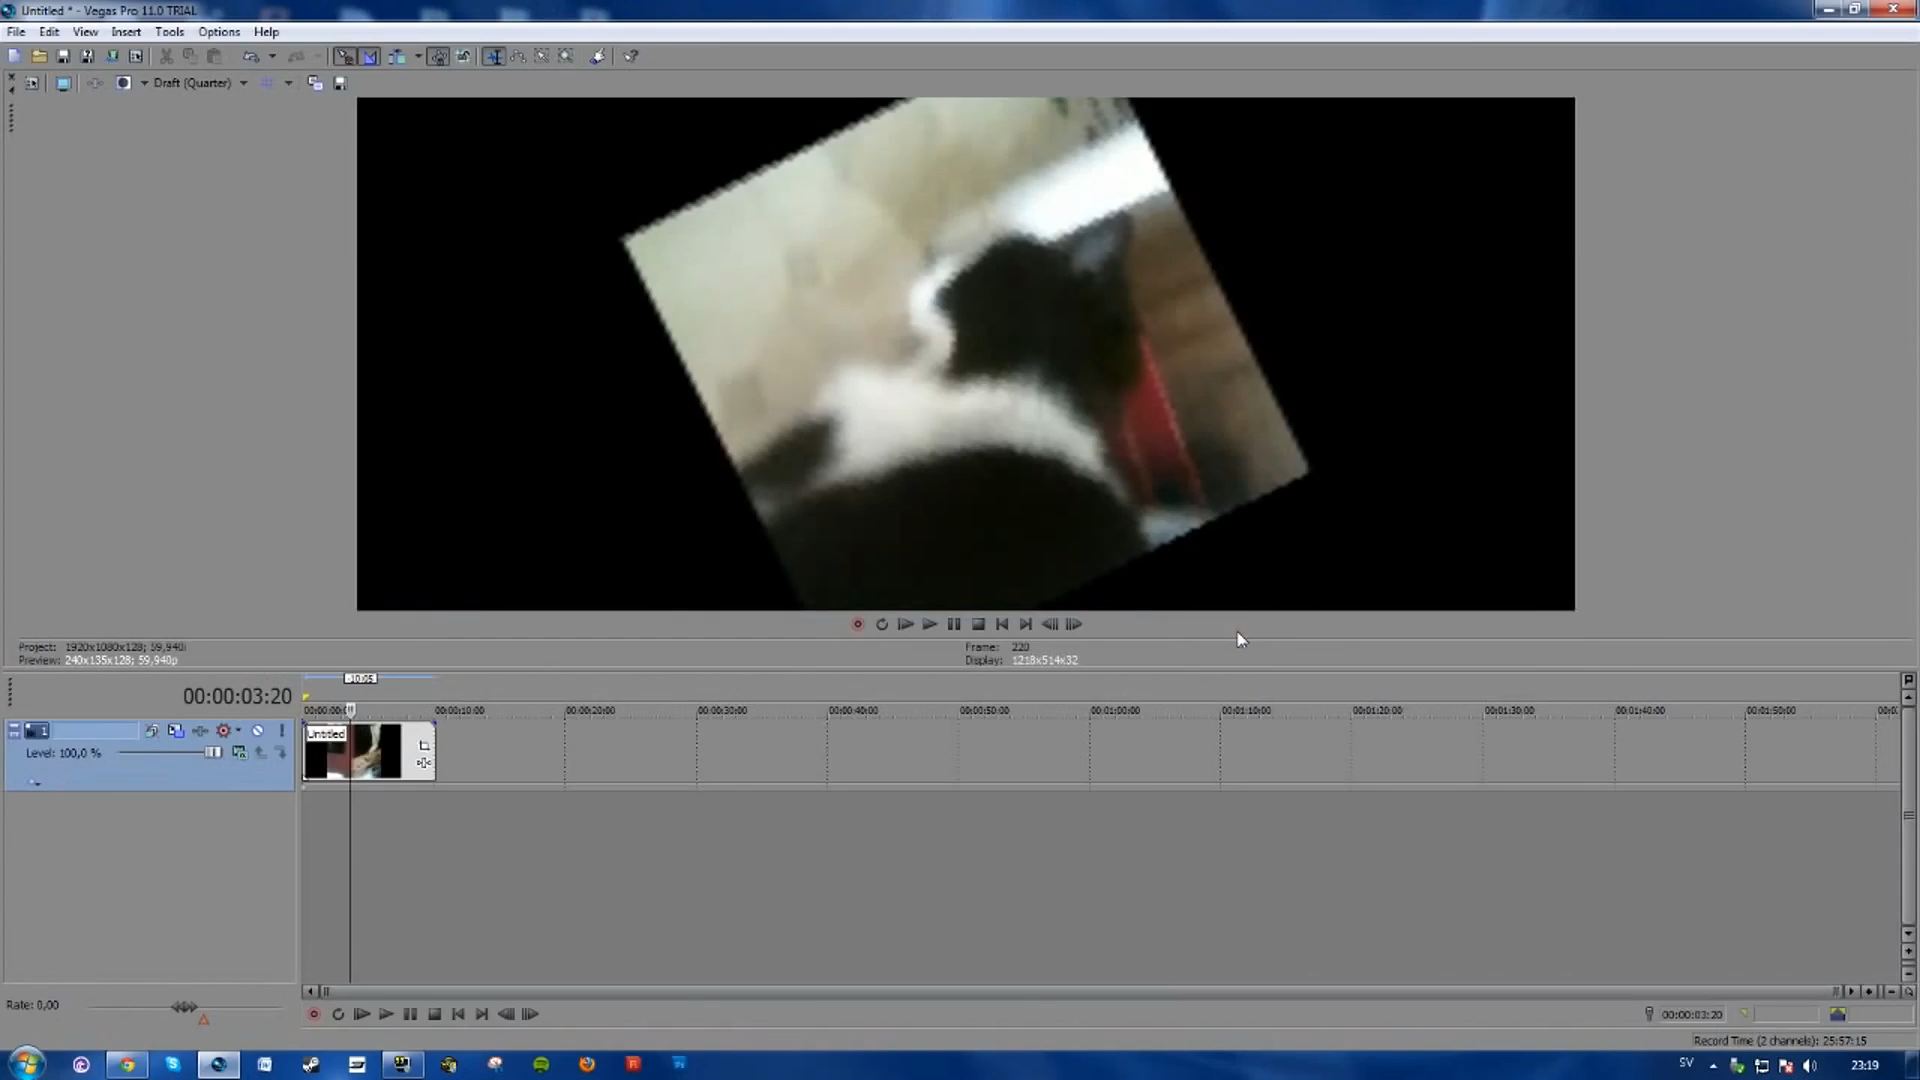 Untitled * - Vegas Pro 11.0 TRIAL
File Edit View Insert Tools Options Help
Draft (Quarter)
Project: 1920x1080x128; 59,940i
Preview: 240x135x128; 59,940p
Frame: 220
Display: 1218x514x32
00:00:03:20
-10:05
00:00:10:00 00:00:20:00 00:00:30:00 00:00:40:00 00:00:50:00 00:01:00:00 00:01:10:00 00:01:20:00 00:01:30:00 00:01:40:00 00:01:50:00
1
Untitled
Level: 100,0 %
Rate: 0,00
00:00:03:20
Record Time (2 channels): 25:57:15
SV
23:19